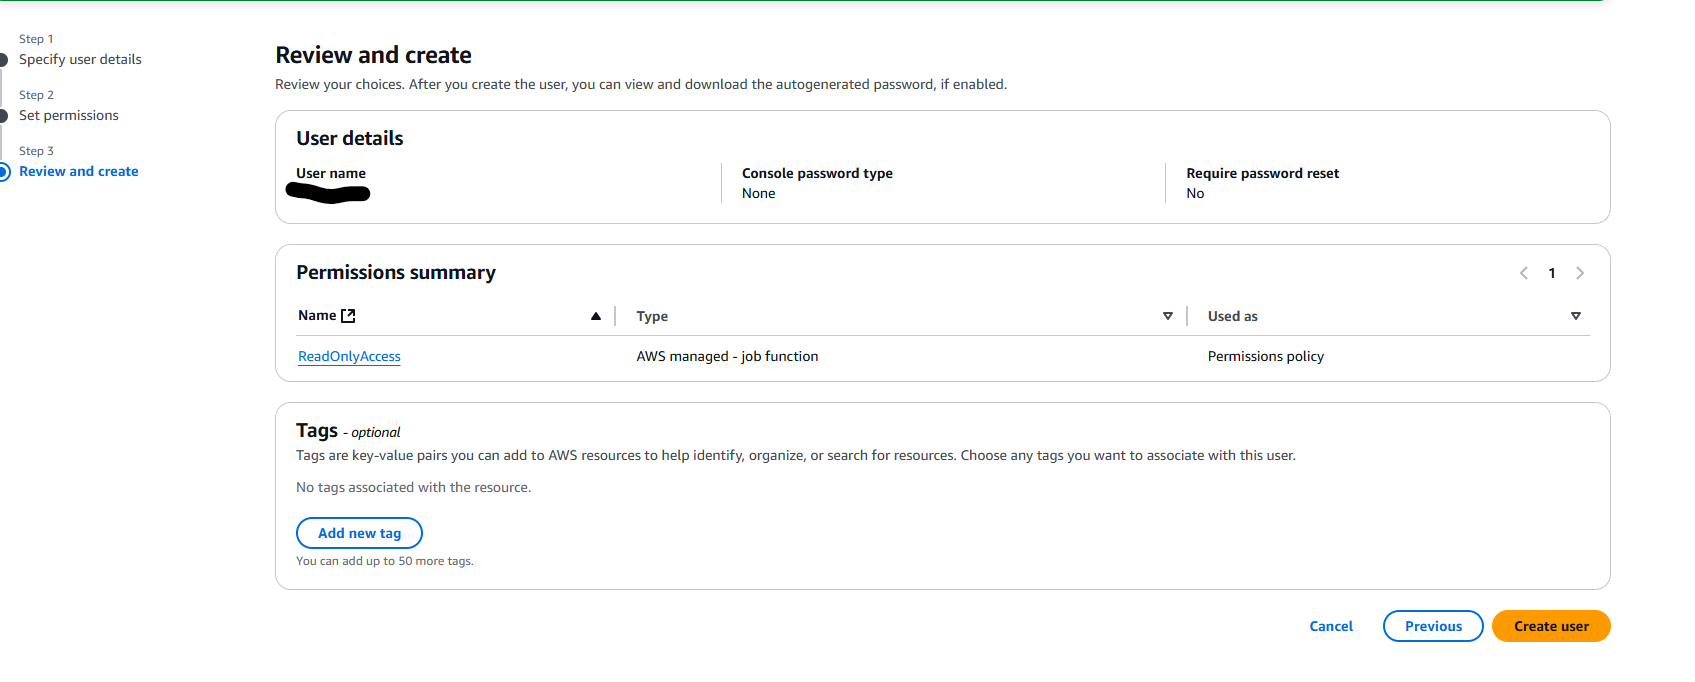 Step 1
Specify user details
Step 2
Set permissions
Step 3
Review and create
Review and create
Review your choices. After you create the user, you can view and download the autogenerated password, if enabled.
User details
User name
Console password type
None
Require password reset
No
Permissions summary
1
Name
Type
Used as
ReadOnlyAccess
AWS managed - job function
Permissions policy
Tags - optional
Tags are key-value pairs you can add to AWS resources to help identify, organize, or search for resources. Choose any tags you want to associate with this user.
No tags associated with the resource.
Add new tag
You can add up to 50 more tags.
Cancel
Previous
Create user